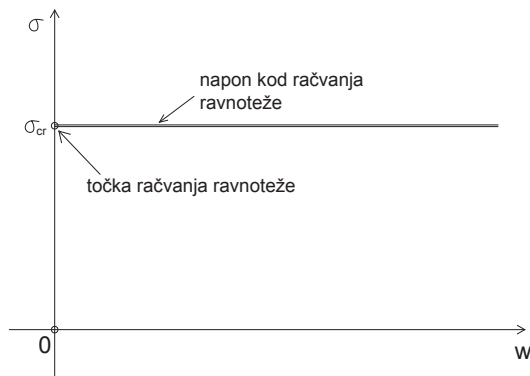 σ
napon kod račvanja
ravnoteže
σcr
točka račvanja ravnoteže
0
w